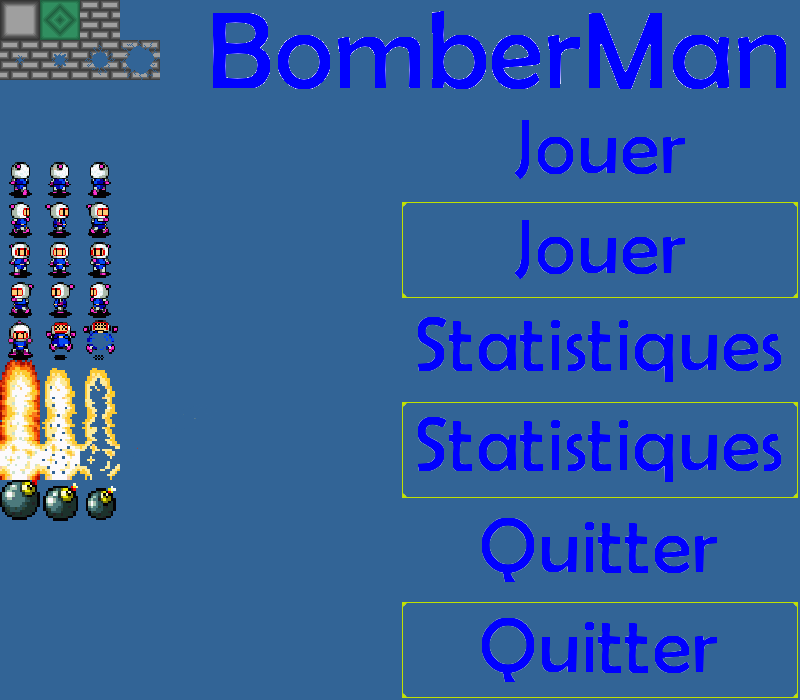 BomberMan
Jouer
Jouer
Statistiques
Statistiques
Quitter
Quitter